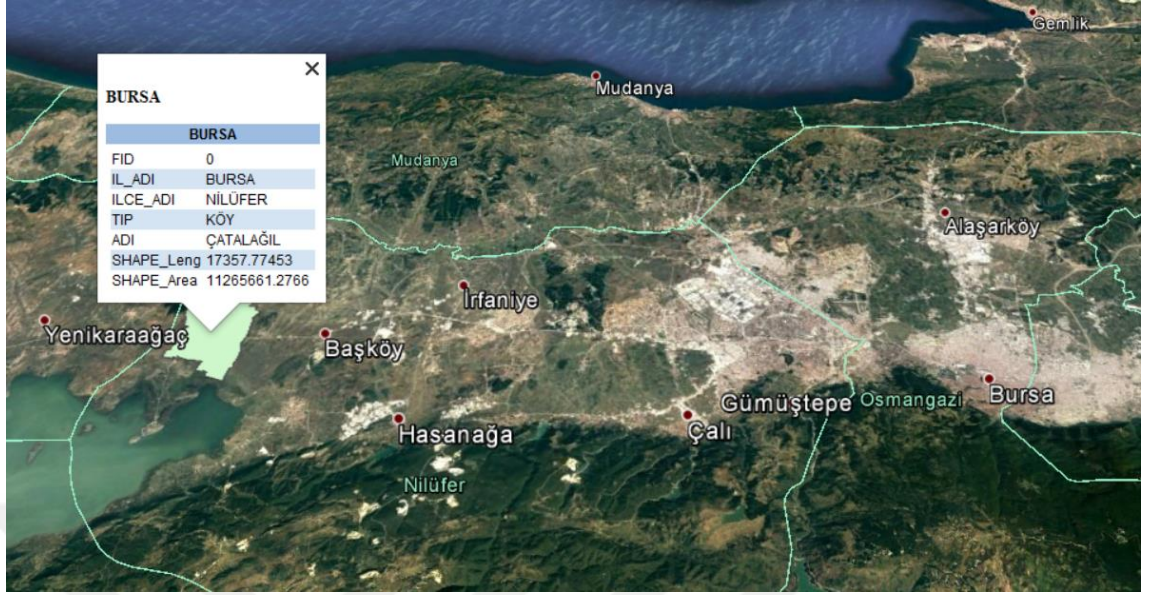 Gemlik
×
BURSA
BURSA
FID 0
IL_ADI BURSA
ILCE_ADI NİLÜFER
TIP KÖY
ADI ÇATALAĞIL
SHAPE_Leng 17357.77453
SHAPE_Area 11265661.2766
Mudanya
Mudanya
Alaşarköy
İrfaniye
Yenikaraağaç
Başköy
Bursa
Gümüştepe
Osmangazi
Hasanağa
Çalı
Nilüfer